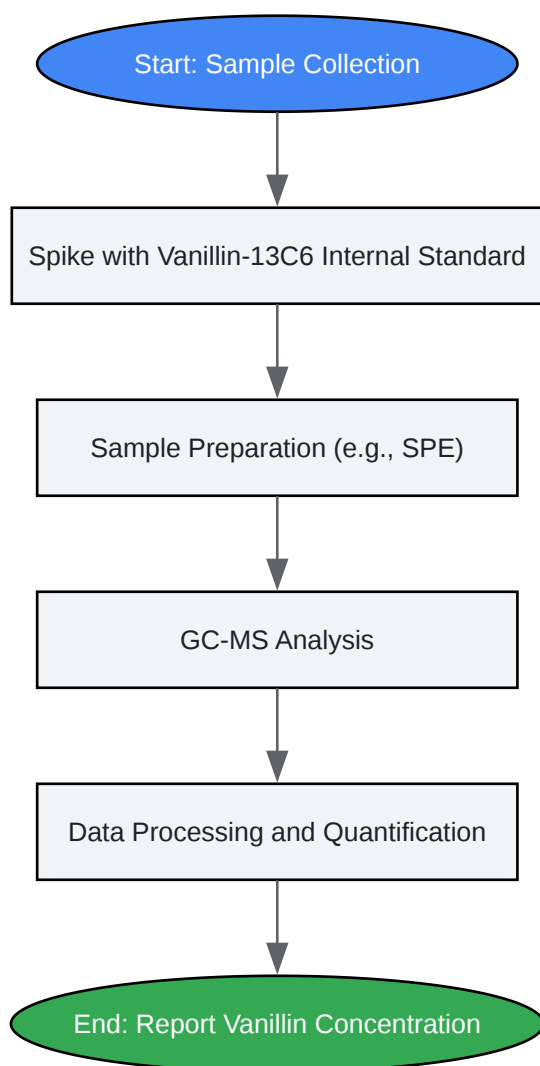 Start: Sample Collection
Spike with Vanillin-13C6 Internal Standard
Sample Preparation (e.g., SPE)
GC-MS Analysis
Data Processing and Quantification
End: Report Vanillin Concentration